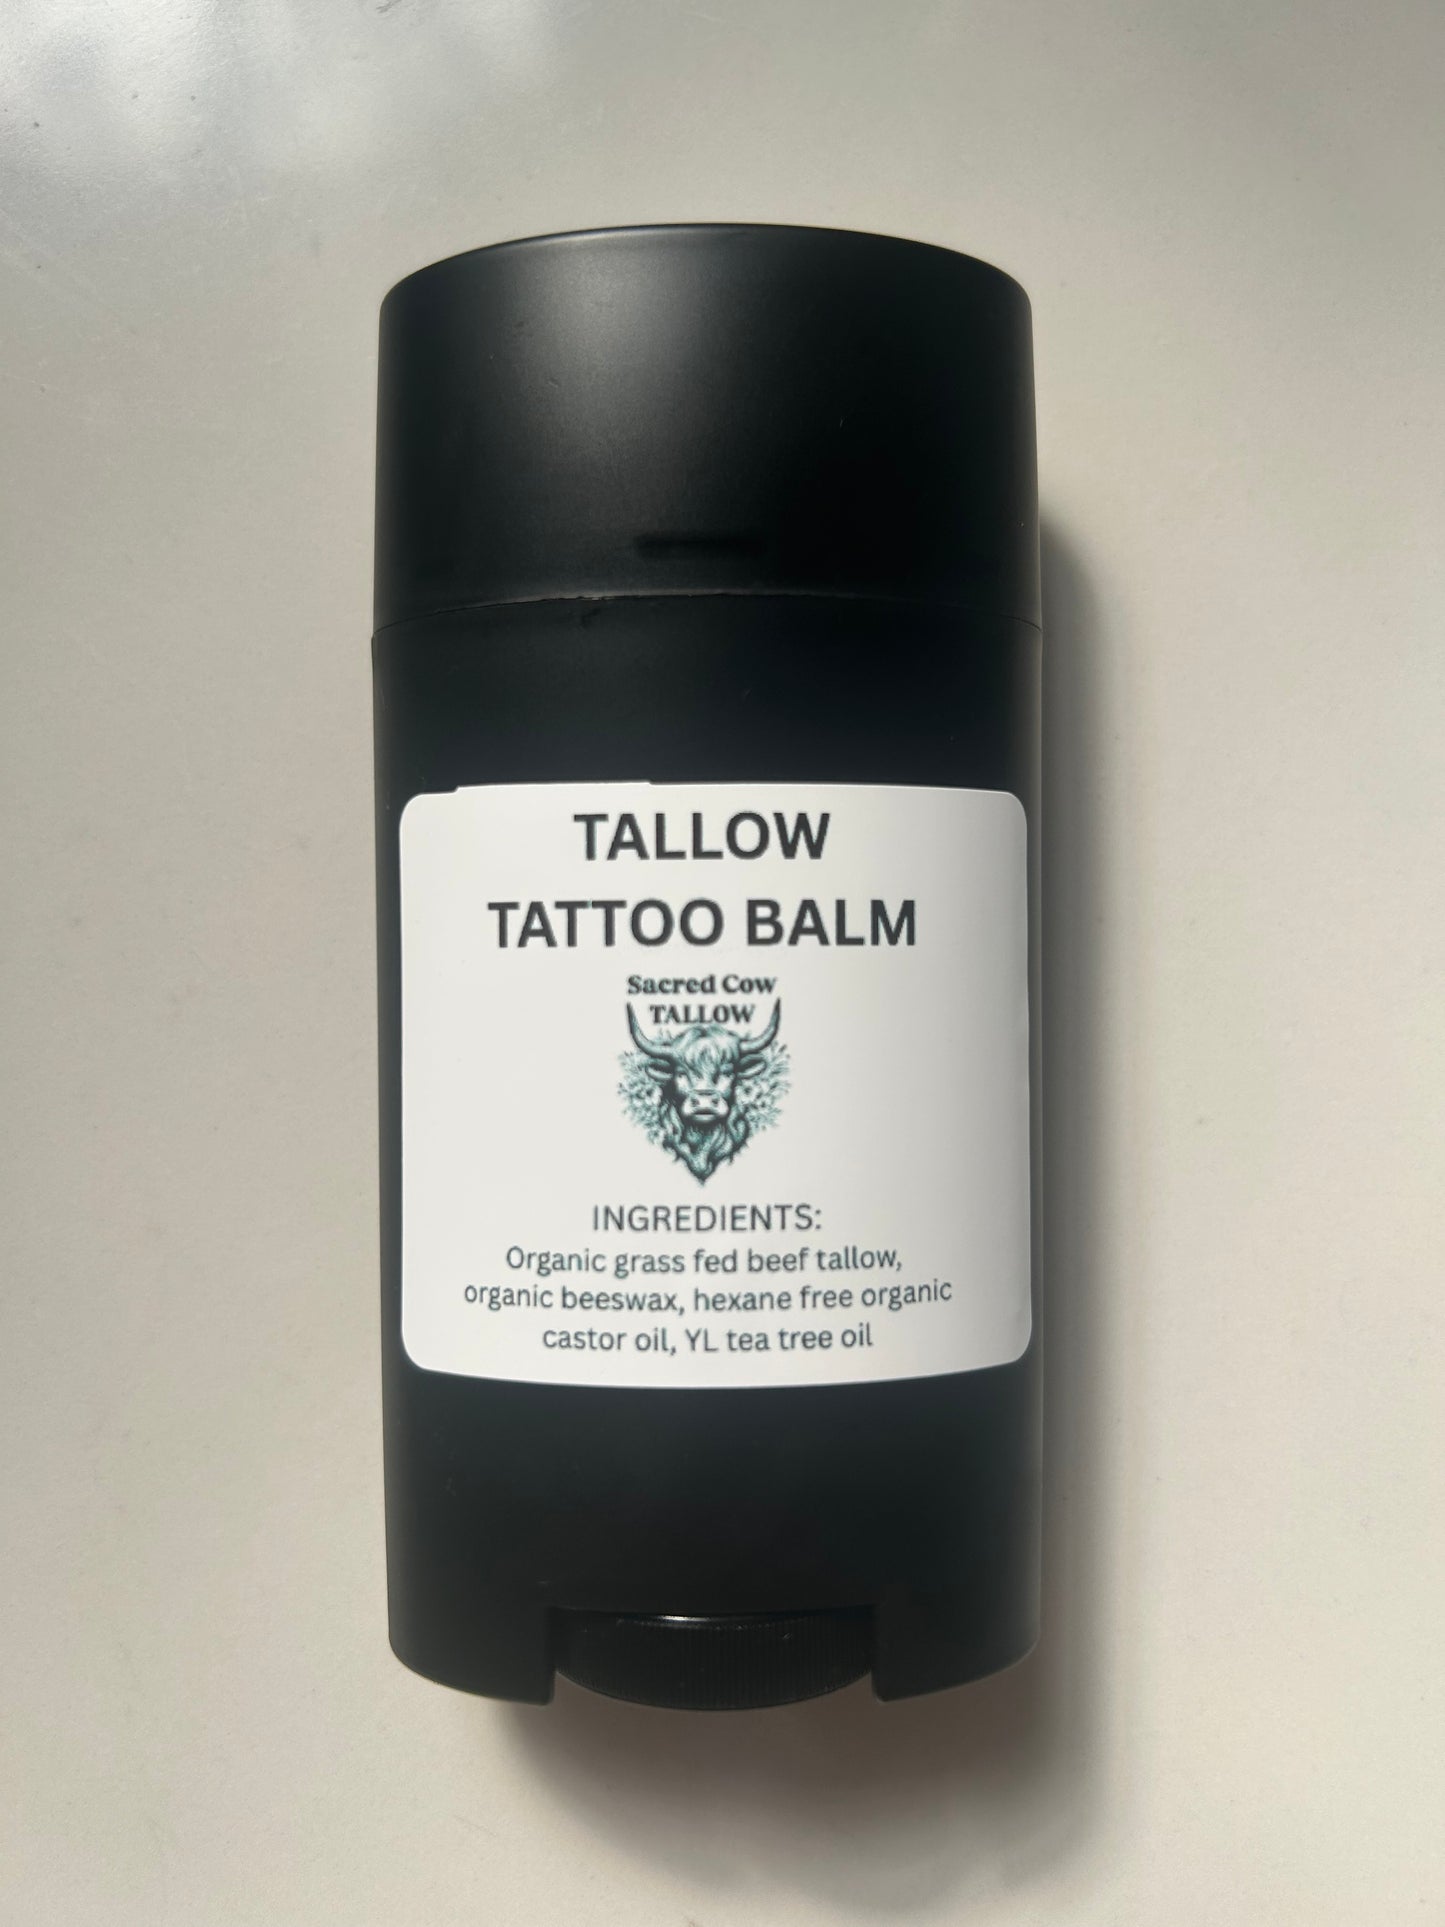 TALLOW
TATTOO BALM
Sacred Cow
TALLOW
INGREDIENTS:
Organic grass fed beef tallow,
organic beeswax, hexane free organic
castor oil, YL tea tree oil